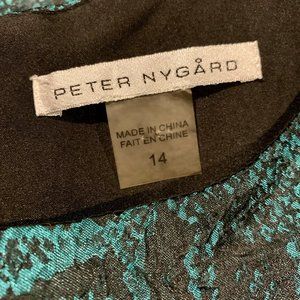 PETER NYGÅRD
MADE IN CHINA
FAIT EN CHINE
14